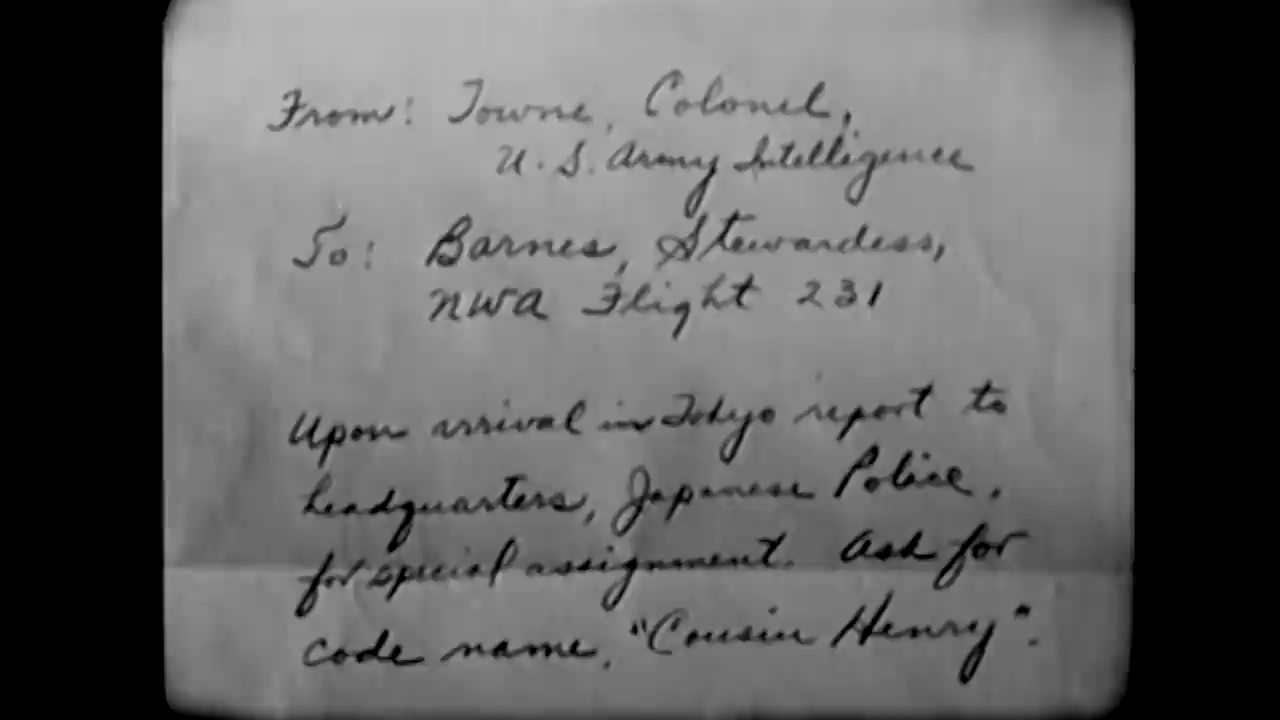 From: Towne, Colonel,
U.S. Army Intelligence
To: Barnes, Stewardess,
NWA Flight 231
Upon arrival in Tokyo report to
headquarters, Japanese Police,
for special assignment. Ask for
code name, "Cousin Henry".